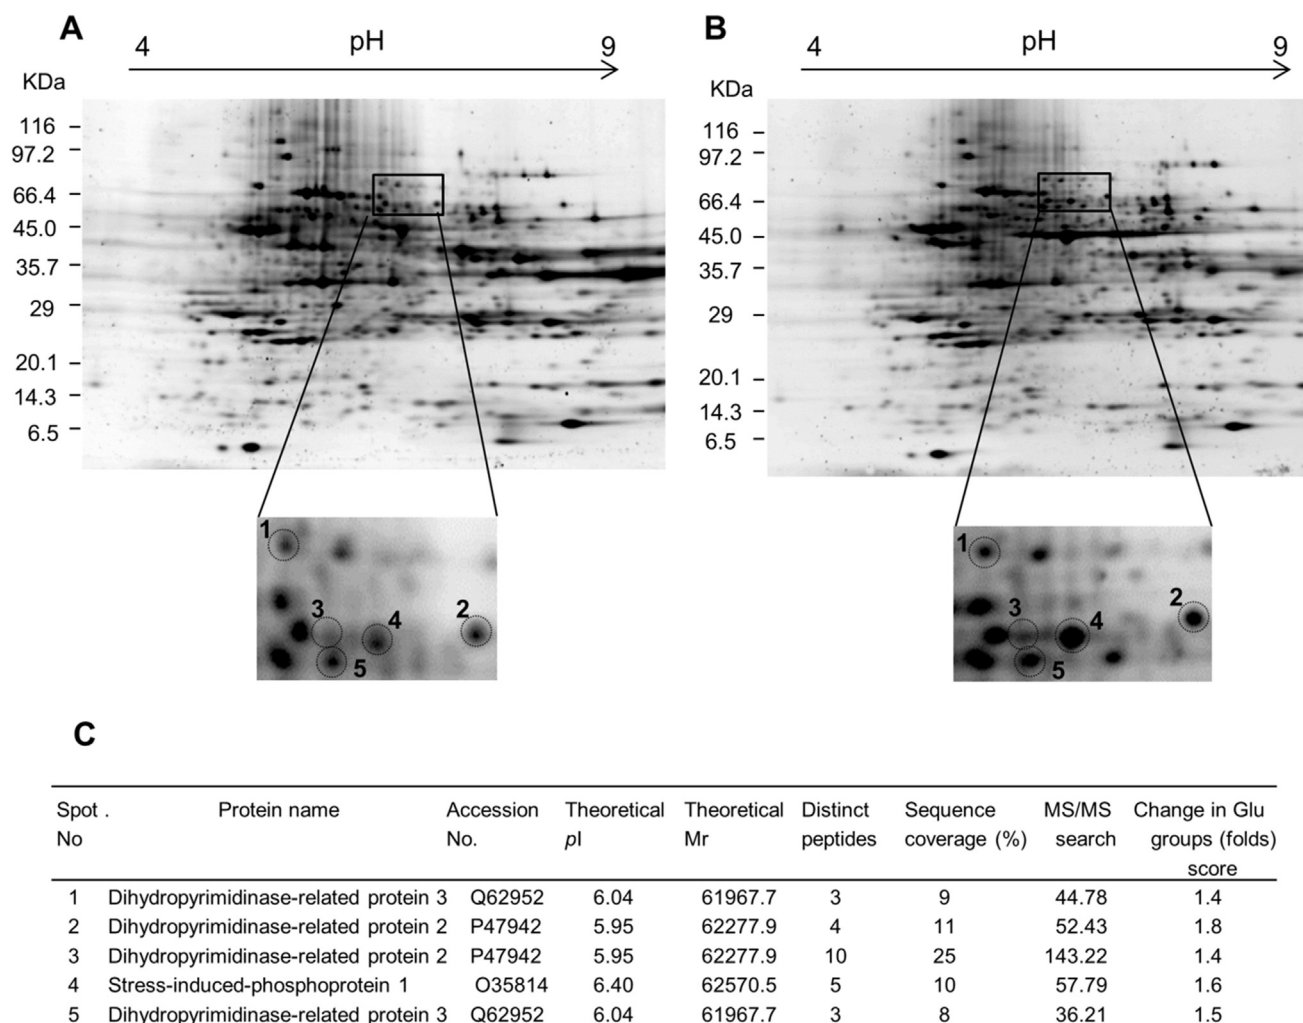 A
4 pH 9
KDa
116
97.2
66.4
45.0
35.7
29
20.1
14.3
6.5
1
3
4
2
5
B
4 pH 9
KDa
116
97.2
66.4
45.0
35.7
29
20.1
14.3
6.5
1
3
4
2
5
C
Spot . Protein name Accession Theoretical Theoretical Distinct Sequence MS/MS Change in Glu
No No. pI Mr peptides coverage (%) search groups (folds)
score
1 Dihydropyrimidinase-related protein 3 Q62952 6.04 61967.7 3 9 44.78 1.4
2 Dihydropyrimidinase-related protein 2 P47942 5.95 62277.9 4 11 52.43 1.8
3 Dihydropyrimidinase-related protein 2 P47942 5.95 62277.9 10 25 143.22 1.4
4 Stress-induced-phosphoprotein 1 O35814 6.40 62570.5 5 10 57.79 1.6
5 Dihydropyrimidinase-related protein 3 Q62952 6.04 61967.7 3 8 36.21 1.5